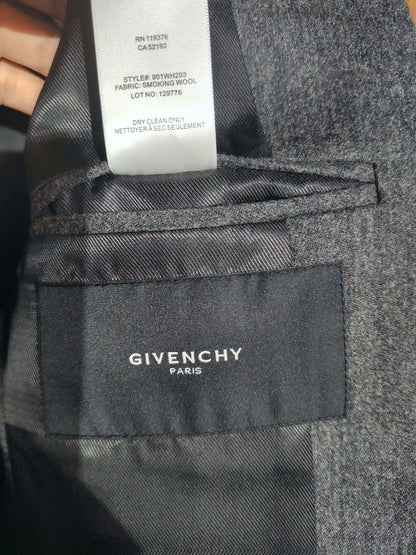 RN 119376
CA 52192
STYLE#: 901WH203
FABRIC: SMOKING WOOL
LOT NO: 129776
DRY CLEAN ONLY
NETTOYER À SEC SEULEMENT
GIVENCHY
PARIS